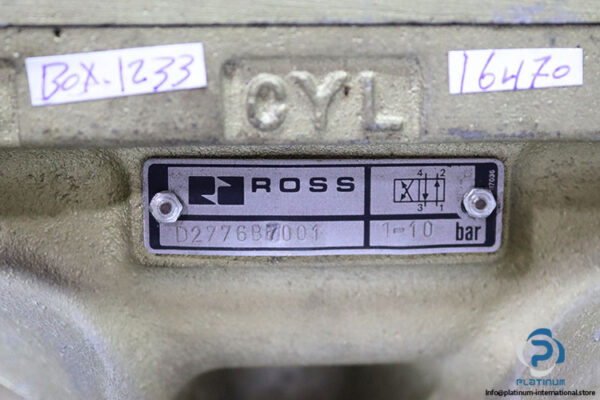 BOX.1233
CYL
16470
ROSS
4 2
3 1
D2776B7001
1-10 bar
PLATINUM
info@platinum-international.store